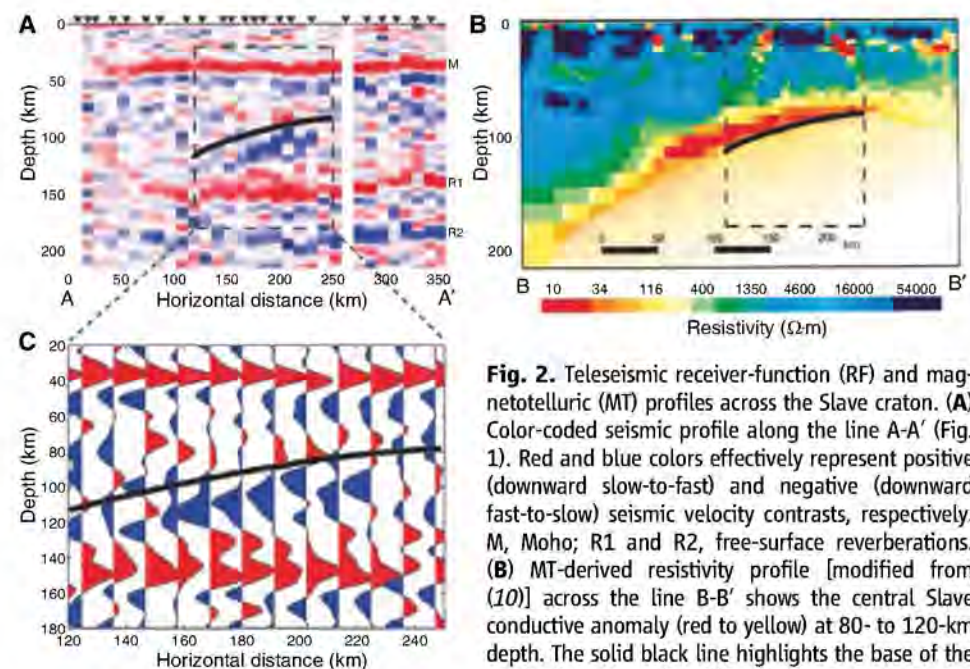 A
M
R1
R2
0
50
100
150
200
Depth (km)
0 50 100 150 200 250 300 350
A A'
Horizontal distance (km)
B
0
100
200
Depth (km)
0 50 100 150 200 km
B B'
10 34 116 400 1350 4600 16000 54000
Resistivity (Ω·m)
C
20
40
60
80
100
120
140
160
180
Depth (km)
120 140 160 180 200 220 240
Horizontal distance (km)
Fig. 2. Teleseismic receiver-function (RF) and mag-
netotelluric (MT) profiles across the Slave craton. (A)
Color-coded seismic profile along the line A-A′ (Fig.
1). Red and blue colors effectively represent positive
(downward slow-to-fast) and negative (downward
fast-to-slow) seismic velocity contrasts, respectively.
M, Moho; R1 and R2, free-surface reverberations.
(B) MT-derived resistivity profile [modified from
(10)] across the line B-B′ shows the central Slave
conductive anomaly (red to yellow) at 80- to 120-km
depth. The solid black line highlights the base of the